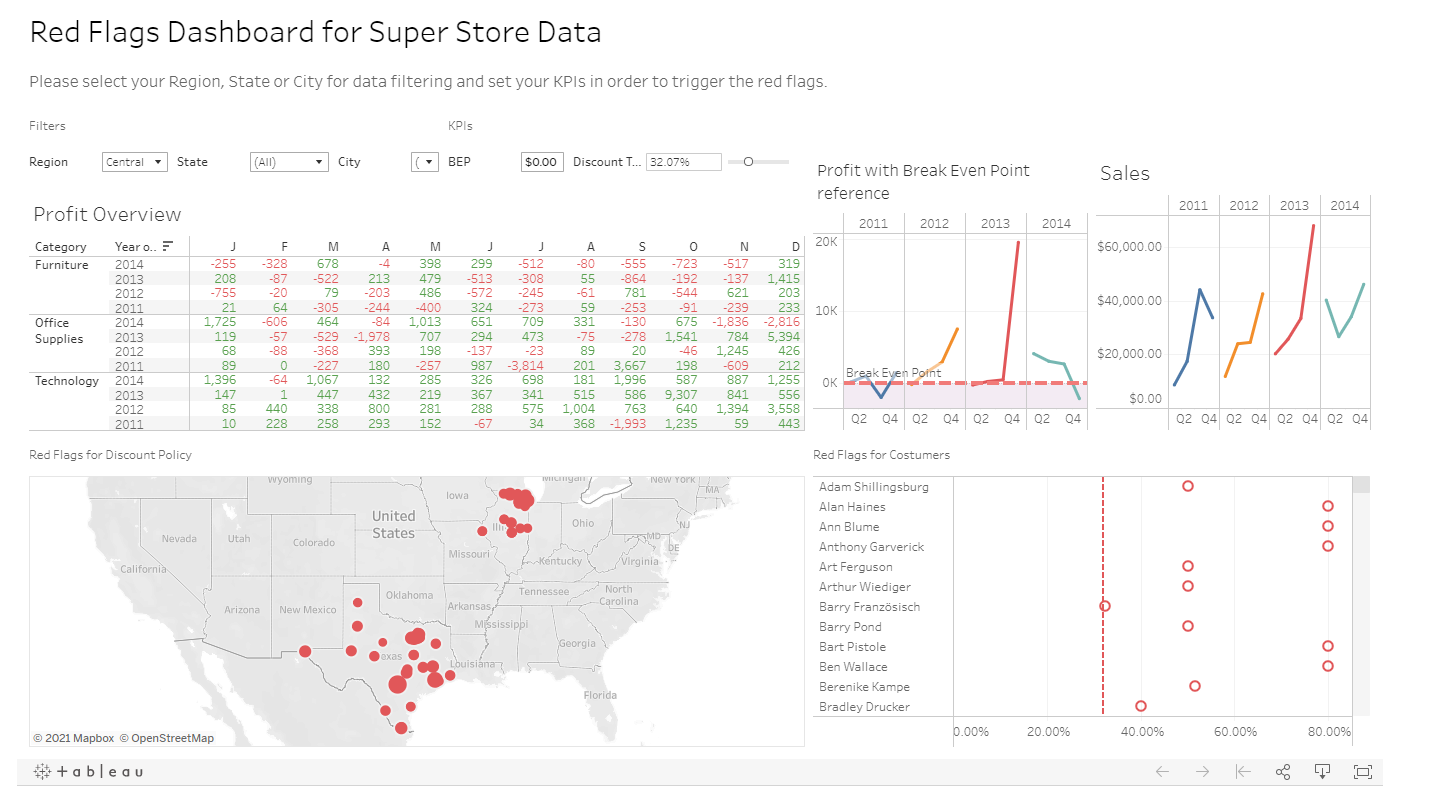 Red Flags Dashboard for Super Store Data
Please select your Region, State or City for data filtering and set your KPIs in order to trigger the red flags.
Filters
KPIs
Region Central State (All) City ( BEP $0.00 Discount T... 32.07%
Profit Overview
Category Year o.. J F M A M J J A S O N D
Furniture 2014 -255 -328 678 -4 398 299 -512 -80 -555 -723 -517 319
2013 208 -87 -522 213 479 -513 -308 55 -864 -192 -137 1,415
2012 -755 -20 79 -203 486 -572 -245 -61 781 -544 621 203
2011 21 64 -305 -244 -400 324 -273 59 -253 -91 -239 233
Office 2014 1,725 -606 464 -84 1,013 651 709 331 -130 675 -1,836 -2,816
Supplies 2013 119 -57 -529 -1,978 707 294 473 -75 -278 1,541 784 5,394
2012 68 -88 -368 393 198 -137 -23 89 20 -46 1,245 426
2011 89 0 -227 180 -257 987 -3,814 201 3,667 198 -609 212
Technology 2014 1,396 -64 1,067 132 285 326 698 181 1,996 587 887 1,255
2013 147 1 447 432 219 367 341 515 586 9,307 841 556
2012 85 440 338 800 281 288 575 1,004 763 640 1,394 3,558
2011 10 228 258 293 152 -67 34 368 -1,993 1,235 59 443
Profit with Break Even Point
reference
2011 2012 2013 2014
20K
10K
0K
Break Even Point
Q2 Q4 Q2 Q4 Q2 Q4 Q2 Q4
Sales
2011 2012 2013 2014
$60,000.00
$40,000.00
$20,000.00
$0.00
Q2 Q4 Q2 Q4 Q2 Q4 Q2 Q4
Red Flags for Discount Policy
Wyoming
Michigan
New York
MA
Iowa
United
States
Nevada
Utah
Colorado
Illi
Ohio
NJ
MD
DE
Missouri
Kentucky
Virginia
California
Arizona
New Mexico
Oklahoma
Arkansas
Tennessee
North
Carolina
Mississippi
Georgia
exas
Louisiana
Florida
© 2021 Mapbox © OpenStreetMap
Red Flags for Costumers
Adam Shillingsburg
Alan Haines
Ann Blume
Anthony Garverick
Art Ferguson
Arthur Wiediger
Barry Französisch
Barry Pond
Bart Pistole
Ben Wallace
Berenike Kampe
Bradley Drucker
0.00% 20.00% 40.00% 60.00% 80.00%
+ableau